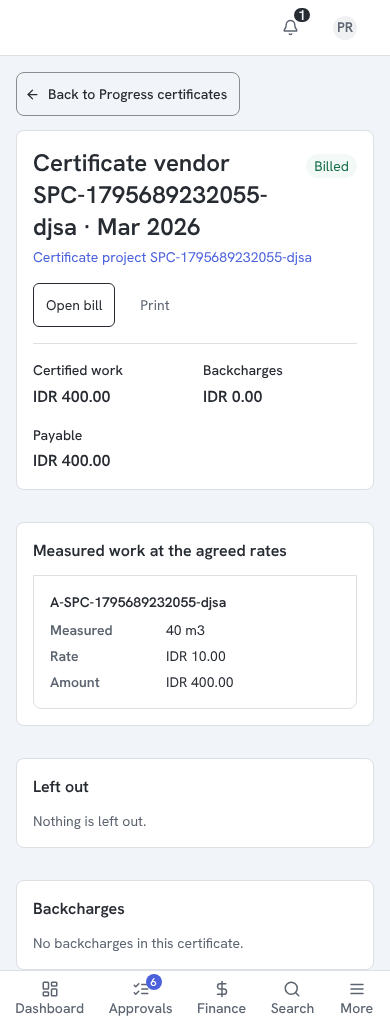 1
PR
Back to Progress certificates
Certificate vendor
SPC-1795689232055-
djsa · Mar 2026
Billed
Certificate project SPC-1795689232055-djsa
Open bill
Print
Certified work
Backcharges
IDR 400.00
IDR 0.00
Payable
IDR 400.00
Measured work at the agreed rates
A-SPC-1795689232055-djsa
Measured 40 m3
Rate IDR 10.00
Amount IDR 400.00
Left out
Nothing is left out.
Backcharges
No backcharges in this certificate.
6
Dashboard Approvals Finance Search More